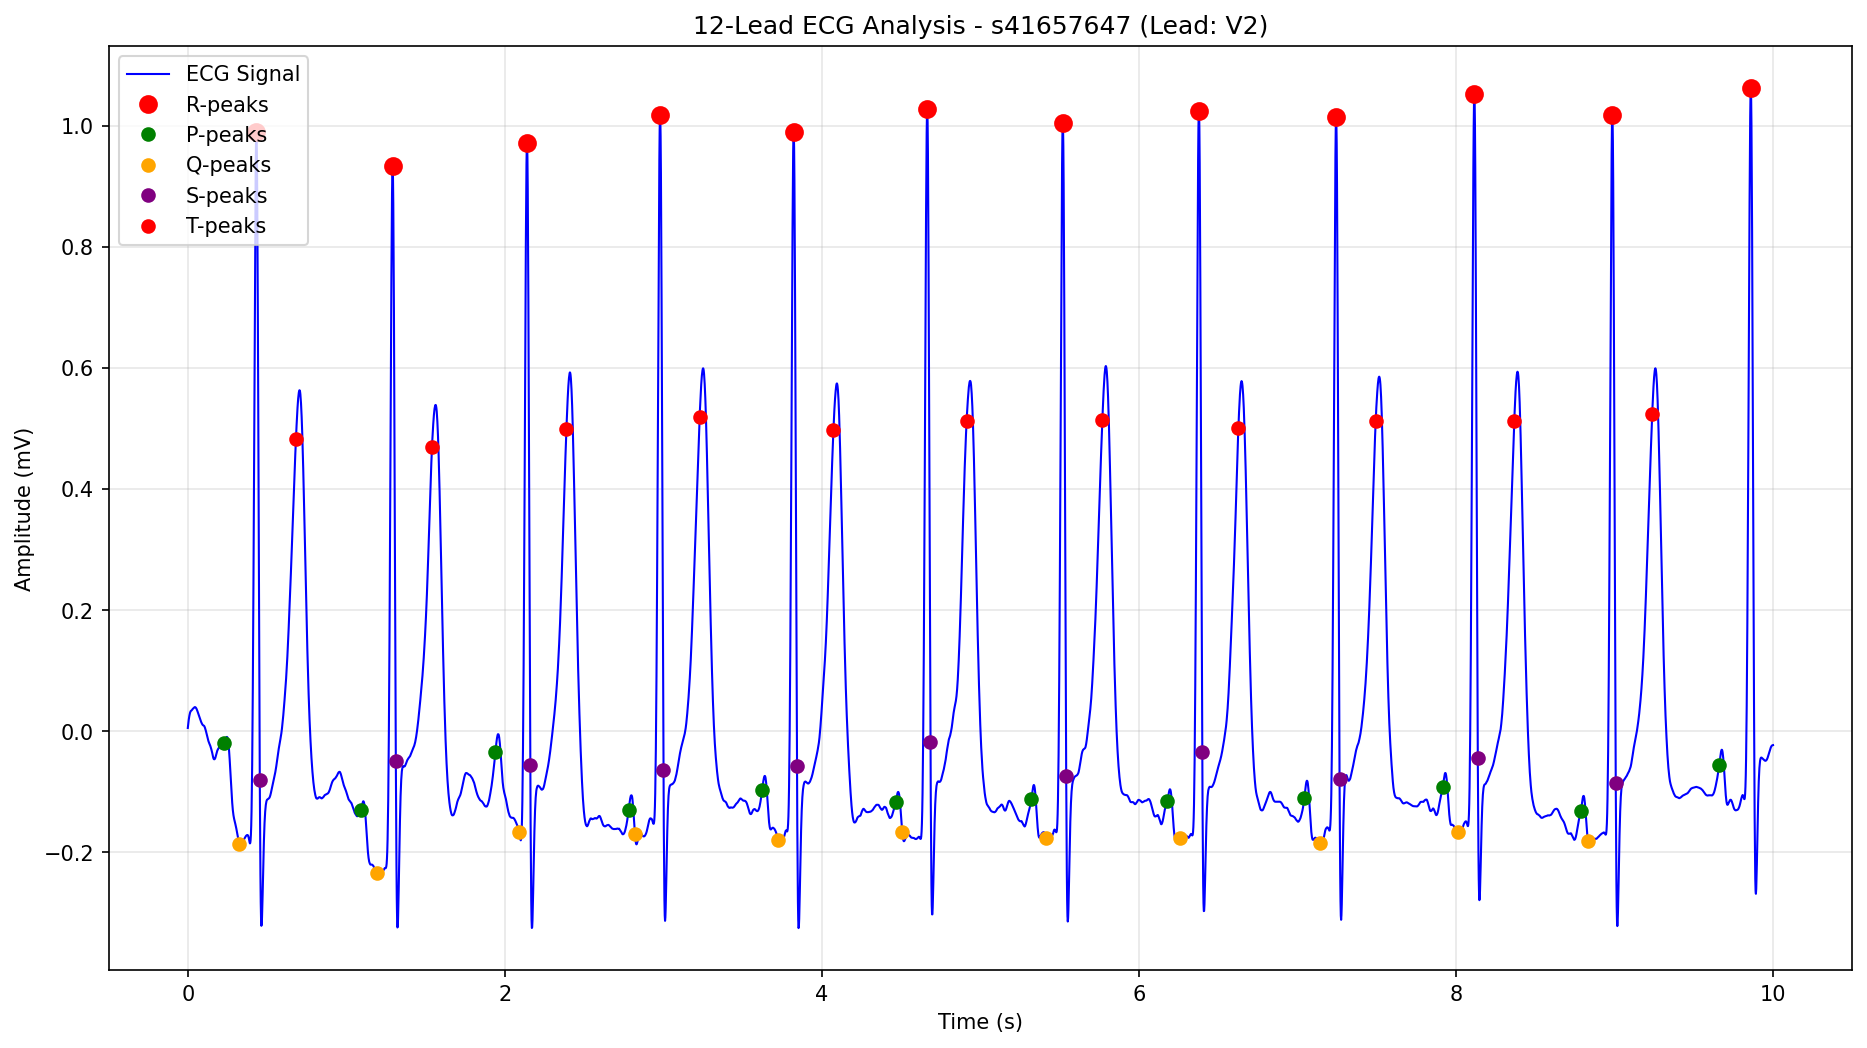 12-Lead ECG Analysis - s41657647 (Lead: V2)
ECG Signal
R-peaks
P-peaks
Q-peaks
S-peaks
T-peaks
Amplitude (mV)
1.0
0.8
0.6
0.4
0.2
0.0
−0.2
0 2 4 6 8 10
Time (s)